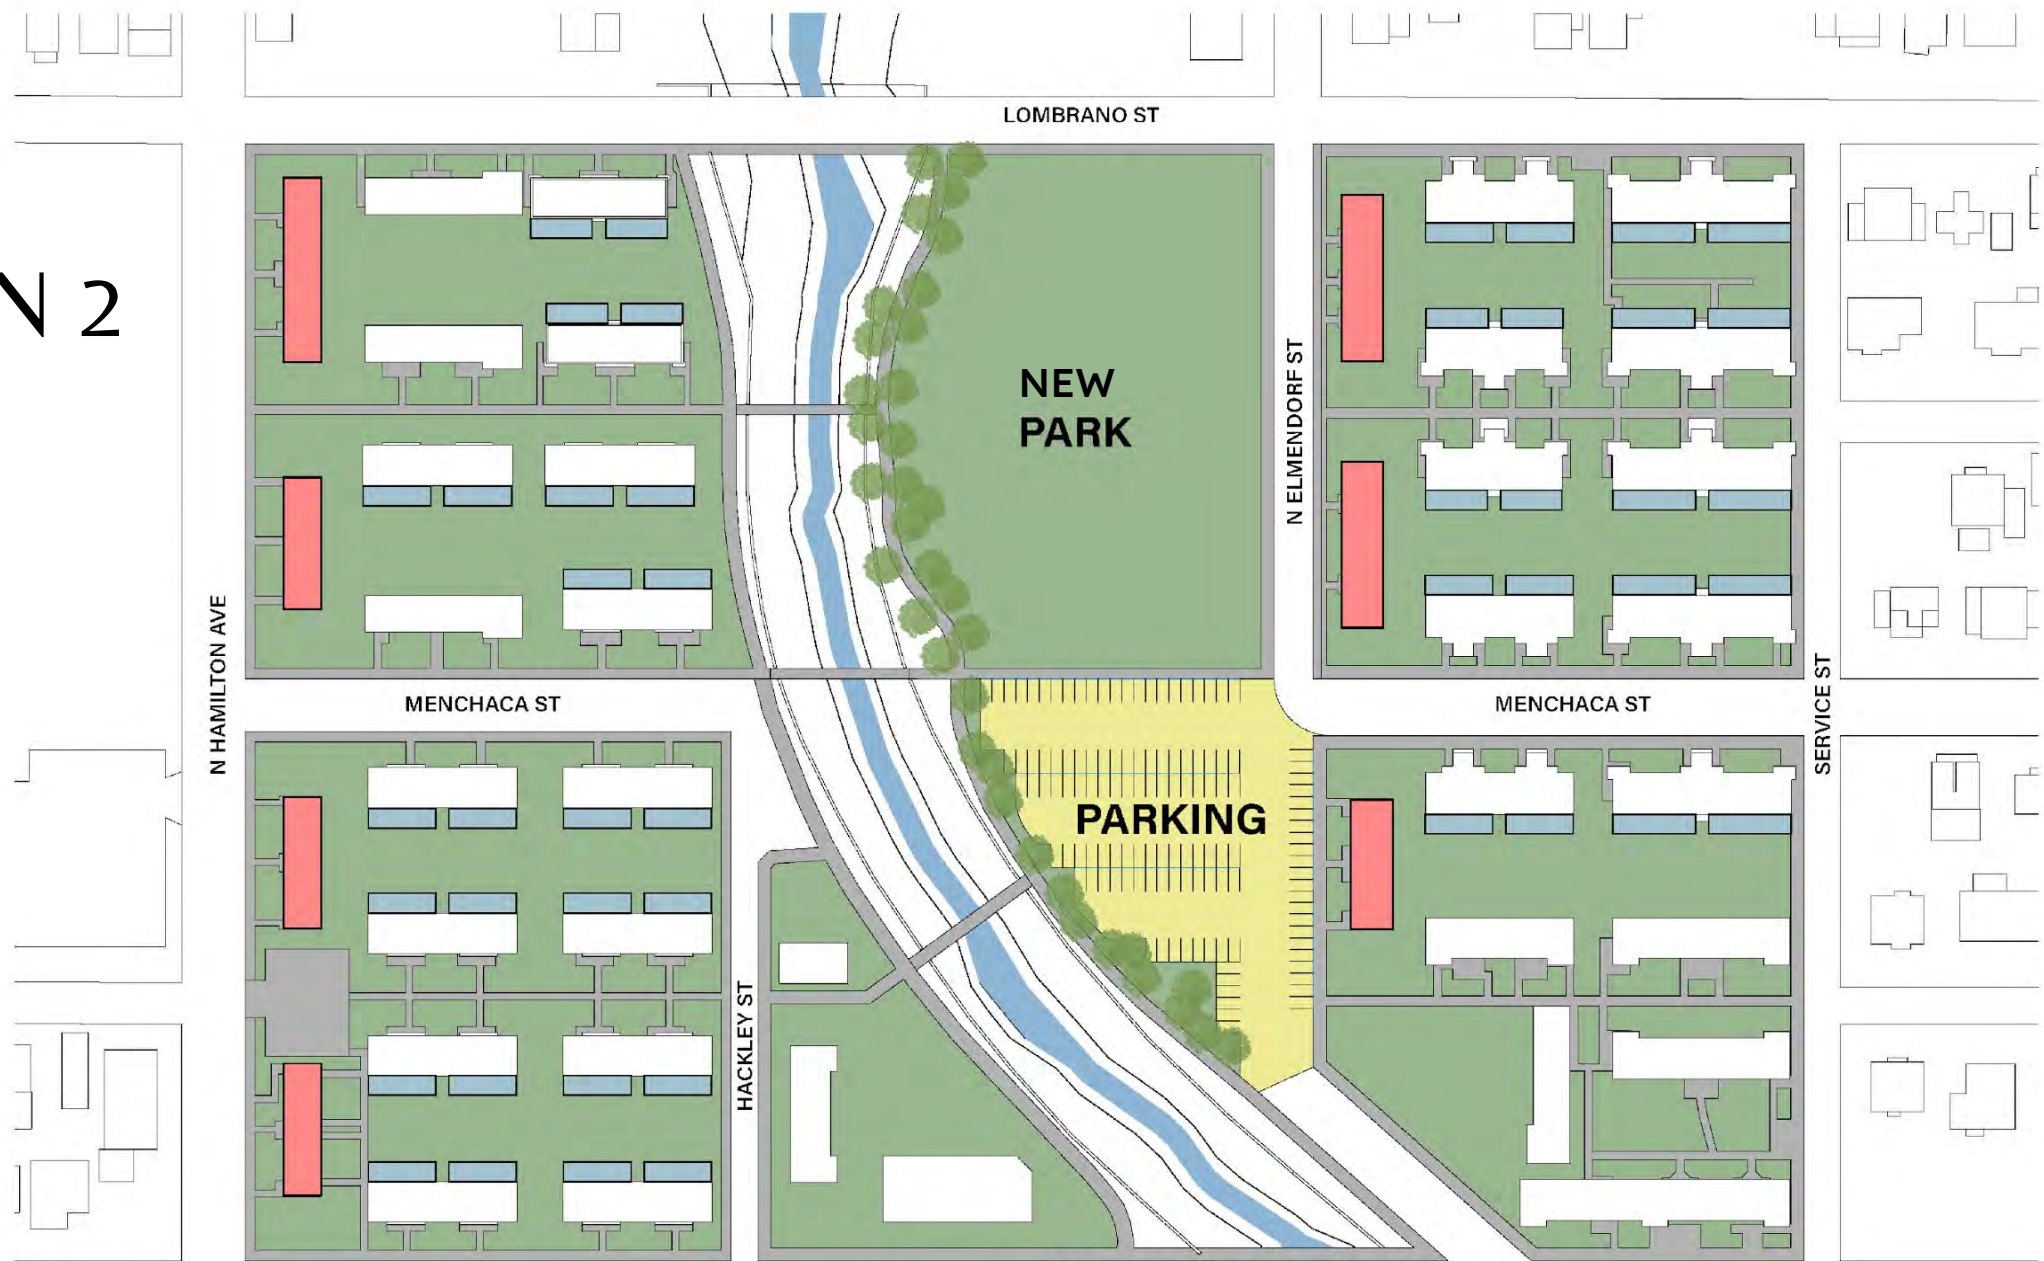 LOMBRANO ST
N 2
NEW
PARK
N ELMENDORF ST
N HAMILTON AVE
MENCHACA ST
MENCHACA ST
SERVICE ST
PARKING
HACKLEY ST